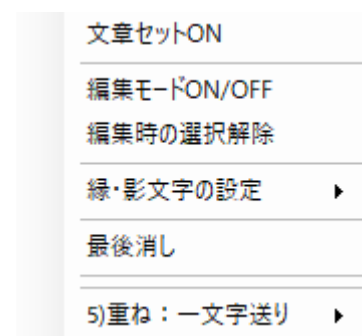 文章セットON
編集モードON/OFF
編集時の選択解除
縁・影文字の設定
最後消し
5)重ね：一文字送り